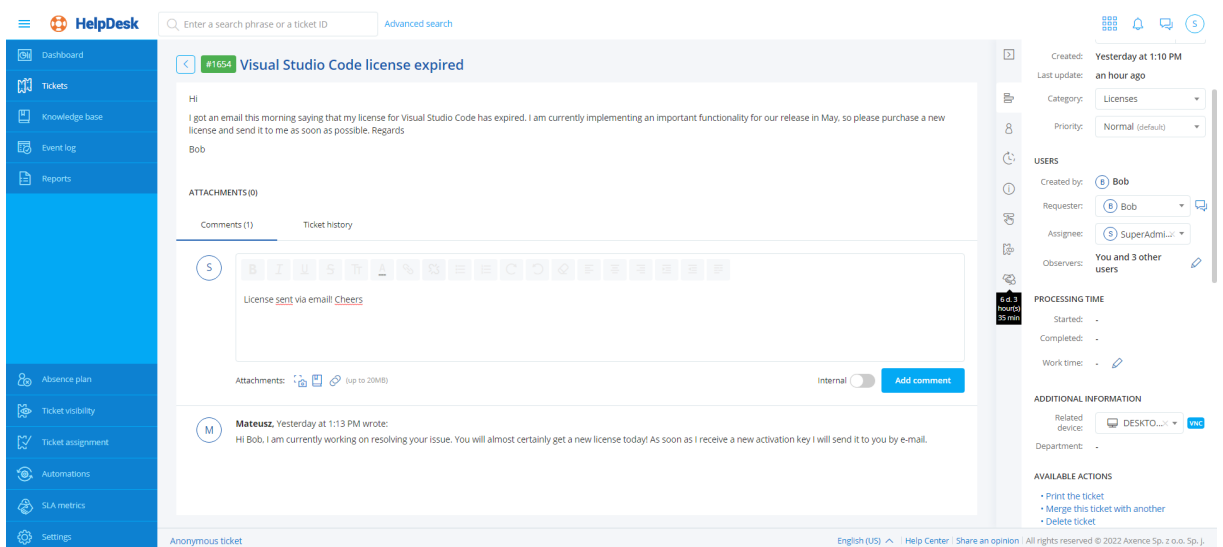 HelpDesk
Enter a search phrase or a ticket ID
Advanced search
S
Dashboard
Tickets
Knowledge base
Event log
Reports
Absence plan
Ticket visibility
Ticket assignment
Automations
SLA metrics
Settings
#1654 Visual Studio Code license expired
Hi
I got an email this morning saying that my license for Visual Studio Code has expired. I am currently implementing an important functionality for our release in May, so please purchase a new
license and send it to me as soon as possible. Regards
Bob
ATTACHMENTS (0)
Comments (1) Ticket history
S
B I U S Tт A
License sent via email! Cheers
Attachments: (up to 20MB)
Internal
Add comment
M
Mateusz, Yesterday at 1:13 PM wrote:
Hi Bob, I am currently working on resolving your issue. You will almost certainly get a new license today! As soon as I receive a new activation key I will send it to you by e-mail.
6 d. 3
hour(s)
35 min
Created: Yesterday at 1:10 PM
Last update: an hour ago
Category: Licenses
Priority: Normal (default)
USERS
Created by: B Bob
Requester: B Bob
Assignee: S SuperAdmi...
Observers: You and 3 other
users
PROCESSING TIME
Started: -
Completed: -
Work time: -
ADDITIONAL INFORMATION
Related
device: DESKTO... VNC
Department: -
AVAILABLE ACTIONS
• Print the ticket
• Merge this ticket with another
• Delete ticket
Anonymous ticket
English (US) Help Center | Share an opinion | All rights reserved © 2022 Axence Sp. z o.o. Sp. j.